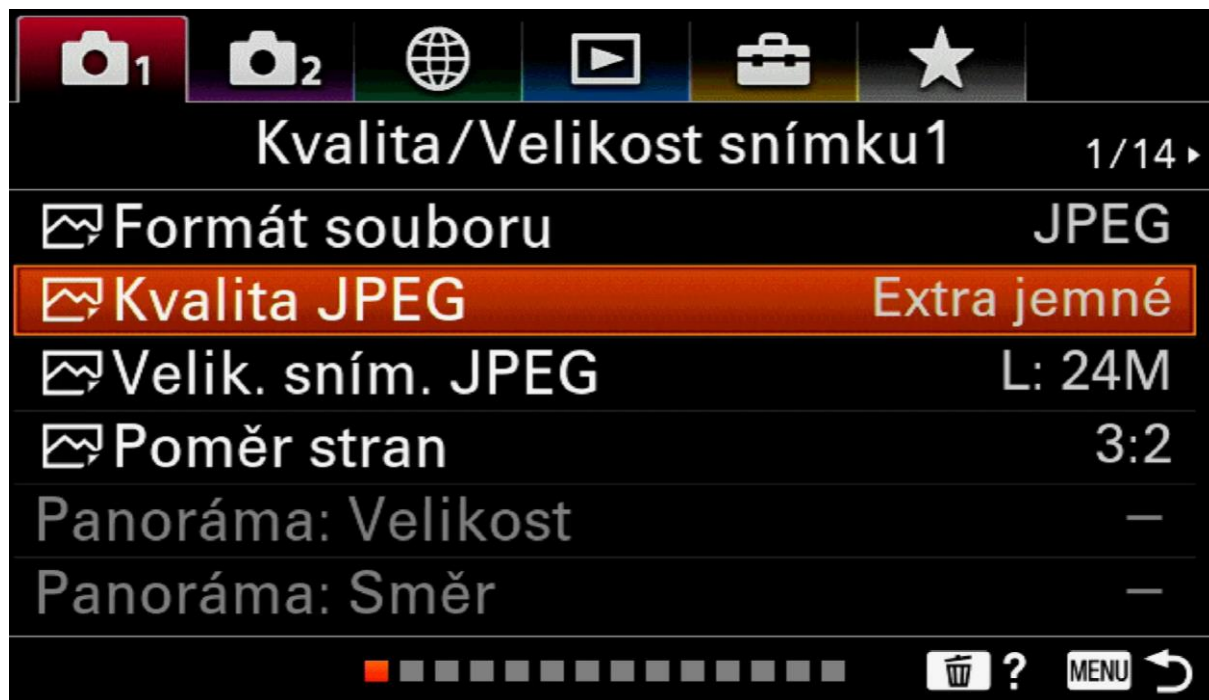 1 2
Kvalita/Velikost snímku1 1/14
Formát souboru JPEG
Kvalita JPEG Extra jemné
Velik. sním. JPEG L: 24M
Poměr stran 3:2
Panoráma: Velikost –
Panoráma: Směr –
? MENU